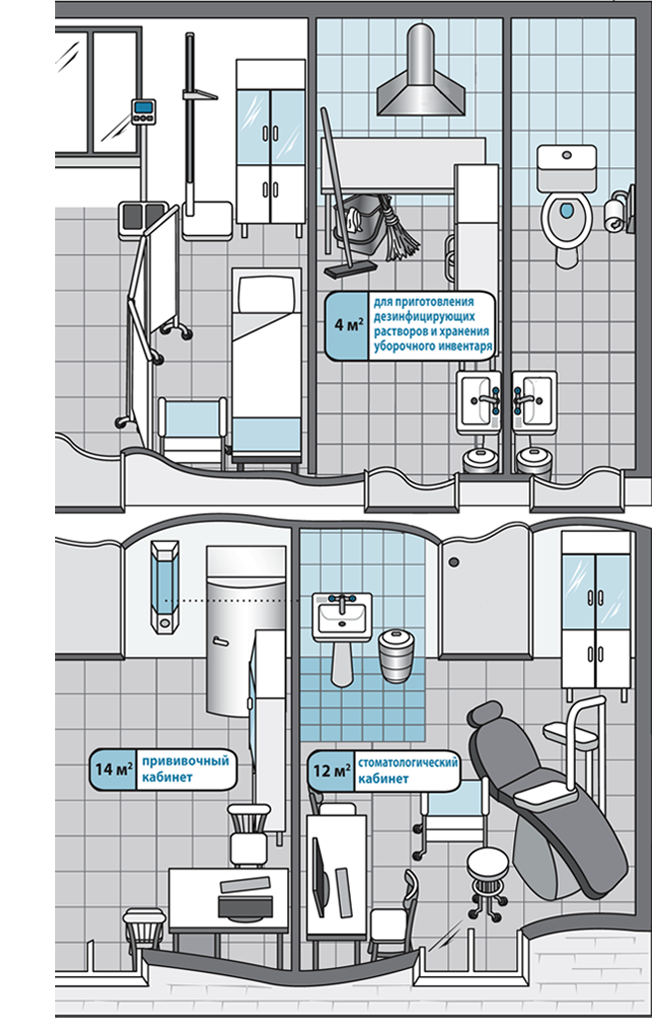 4 м²
для приготовления
дезинфицирующих
растворов и хранения
уборочного инвентаря
14 м²
прививочный
кабинет
12 м²
стоматологический
кабинет